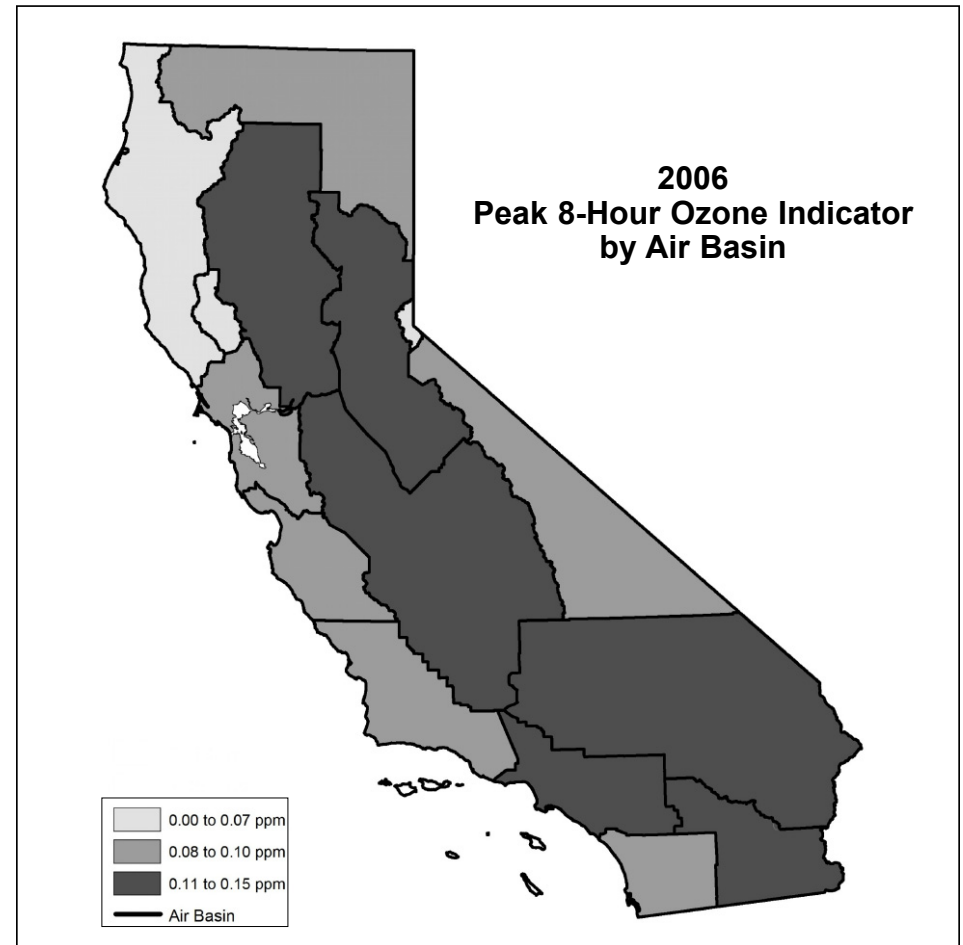 2006
Peak 8-Hour Ozone Indicator
by Air Basin
0.00 to 0.07 ppm
0.08 to 0.10 ppm
0.11 to 0.15 ppm
Air Basin